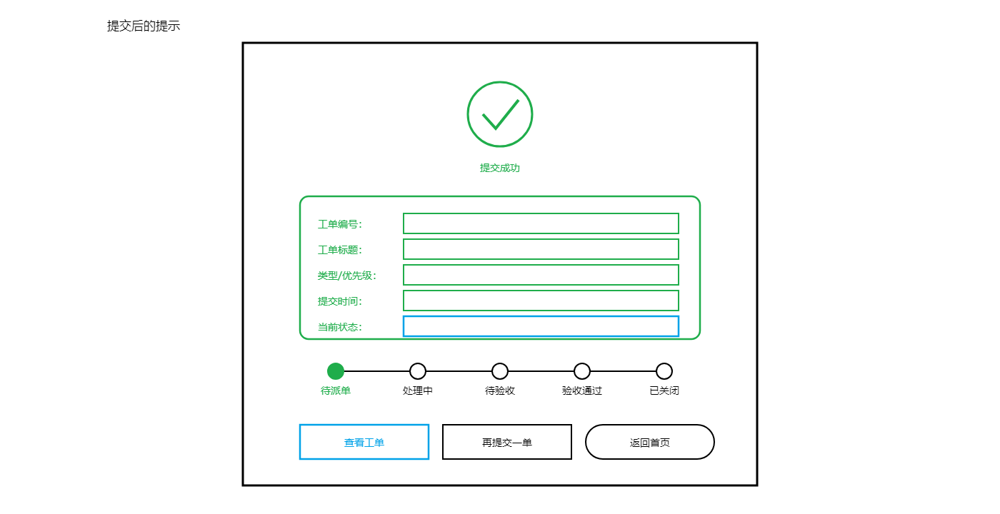 提交后的提示
提交成功
工单编号:
工单标题:
类型/优先级:
提交时间:
当前状态:
待派单 处理中 待验收 验收通过 已关闭
查看工单 再提交一单 返回首页